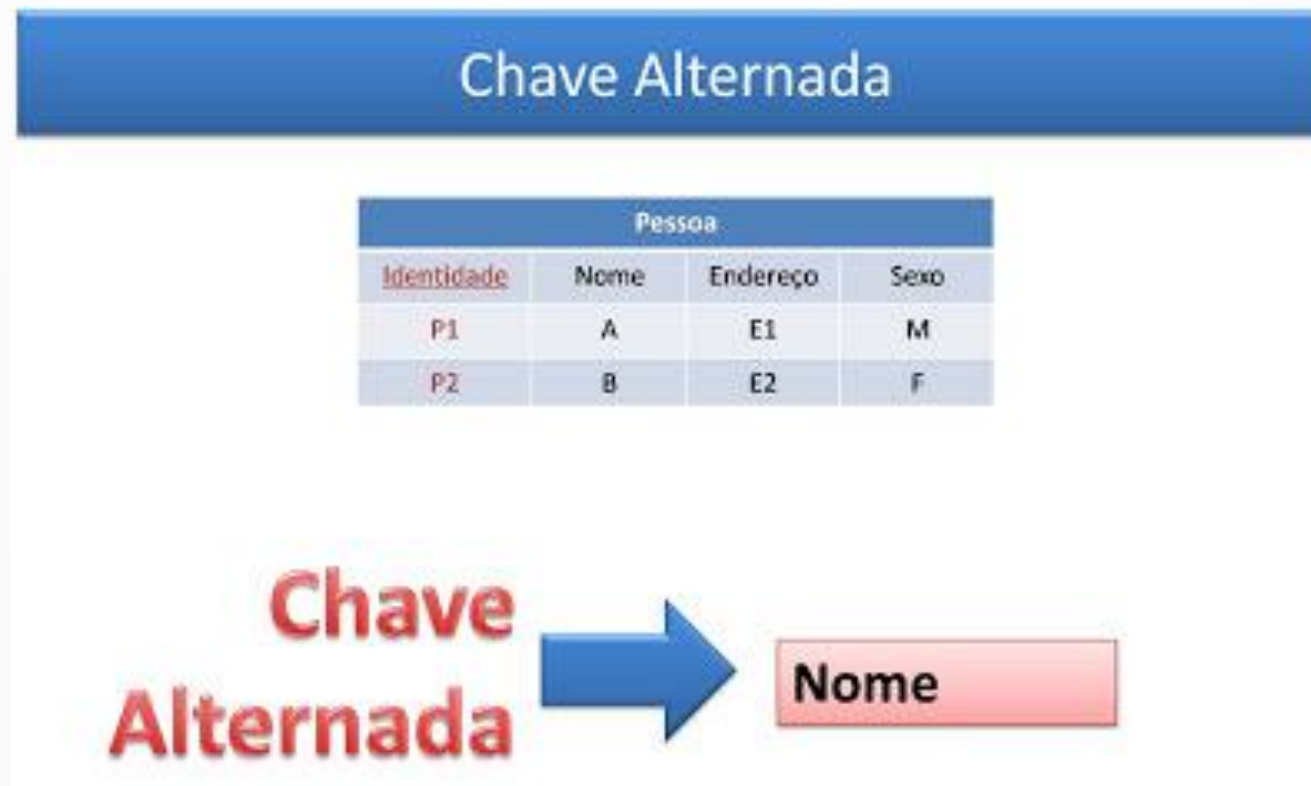 Chave Alternada
Pessoa
Identidade Nome Endereço Sexo
P1 A E1 M
P2 B E2 F
Chave
Alternada
Nome